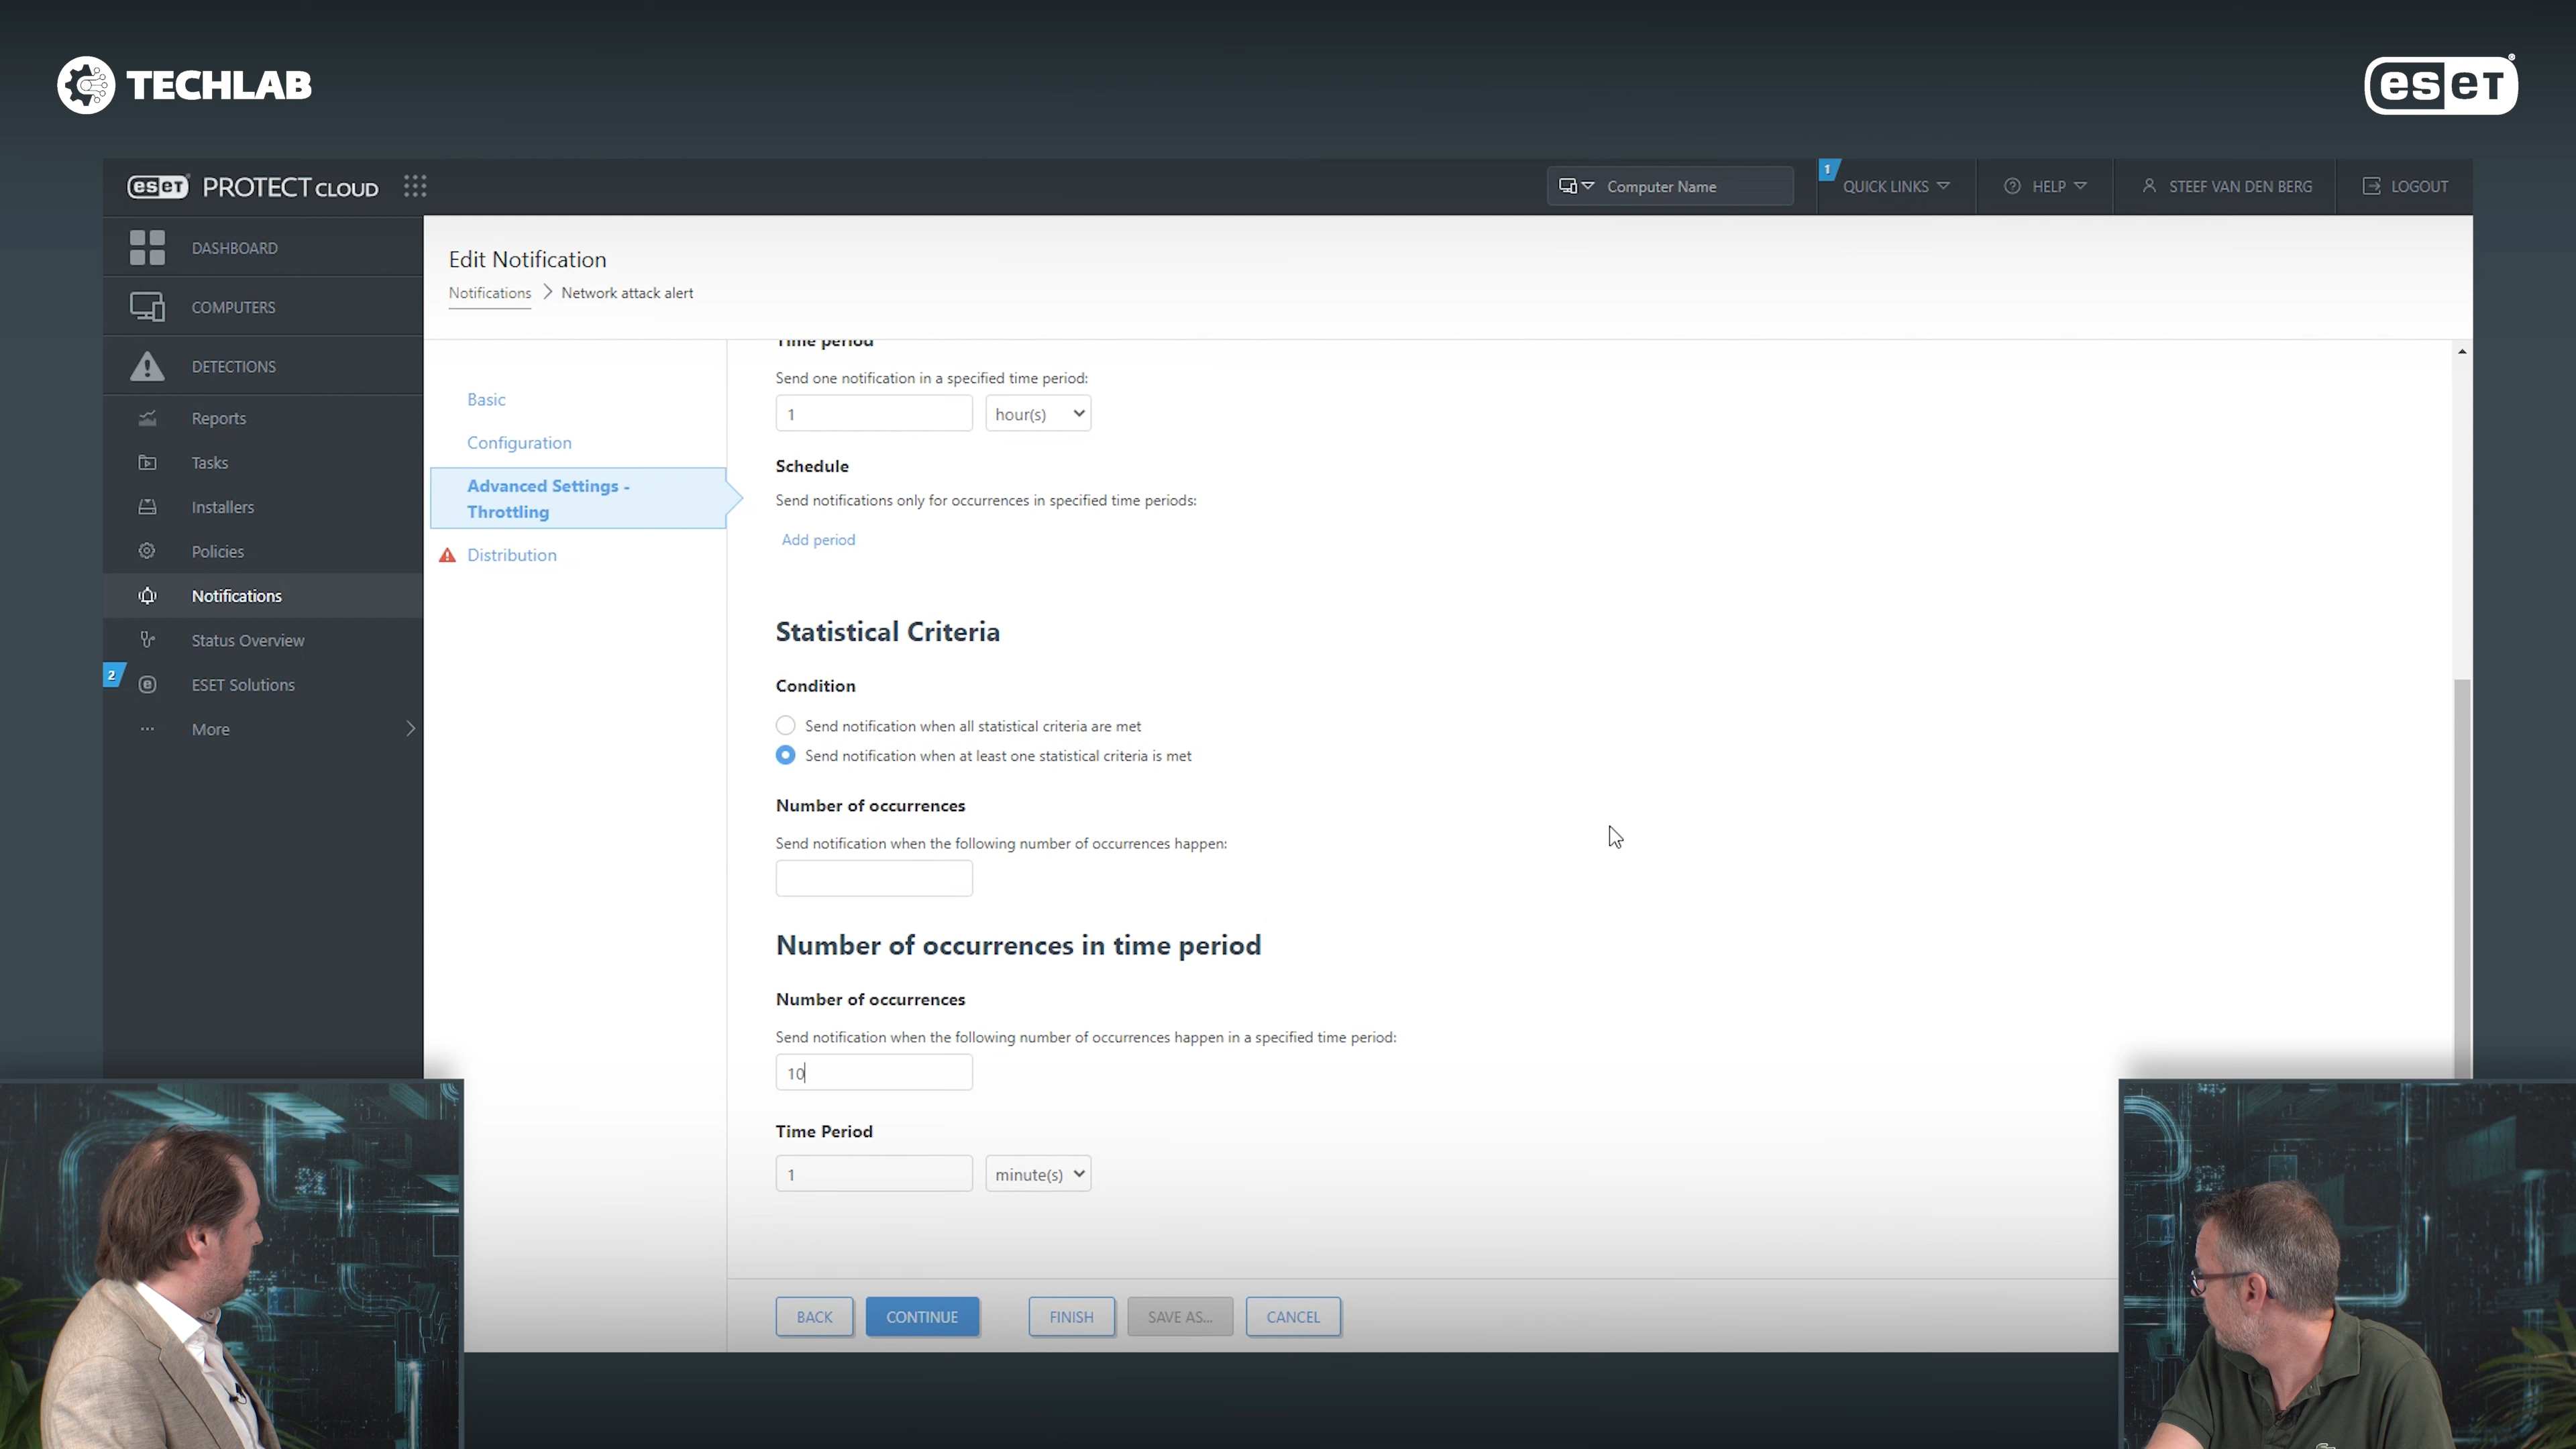 TECHLAB
eset
eset PROTECT CLOUD
Computer Name
1
QUICK LINKS
HELP
STEEF VAN DEN BERG
LOGOUT
DASHBOARD
COMPUTERS
DETECTIONS
Reports
Tasks
Installers
Policies
Notifications
Status Overview
2
ESET Solutions
More
Edit Notification
Notifications > Network attack alert
Basic
Configuration
Advanced Settings -
Throttling
Distribution
Time period
Send one notification in a specified time period:
1 hour(s)
Schedule
Send notifications only for occurrences in specified time periods:
Add period
Statistical Criteria
Condition
Send notification when all statistical criteria are met
Send notification when at least one statistical criteria is met
Number of occurrences
Send notification when the following number of occurrences happen:
Number of occurrences in time period
Number of occurrences
Send notification when the following number of occurrences happen in a specified time period:
10
Time Period
1 minute(s)
BACK
CONTINUE
FINISH
SAVE AS...
CANCEL